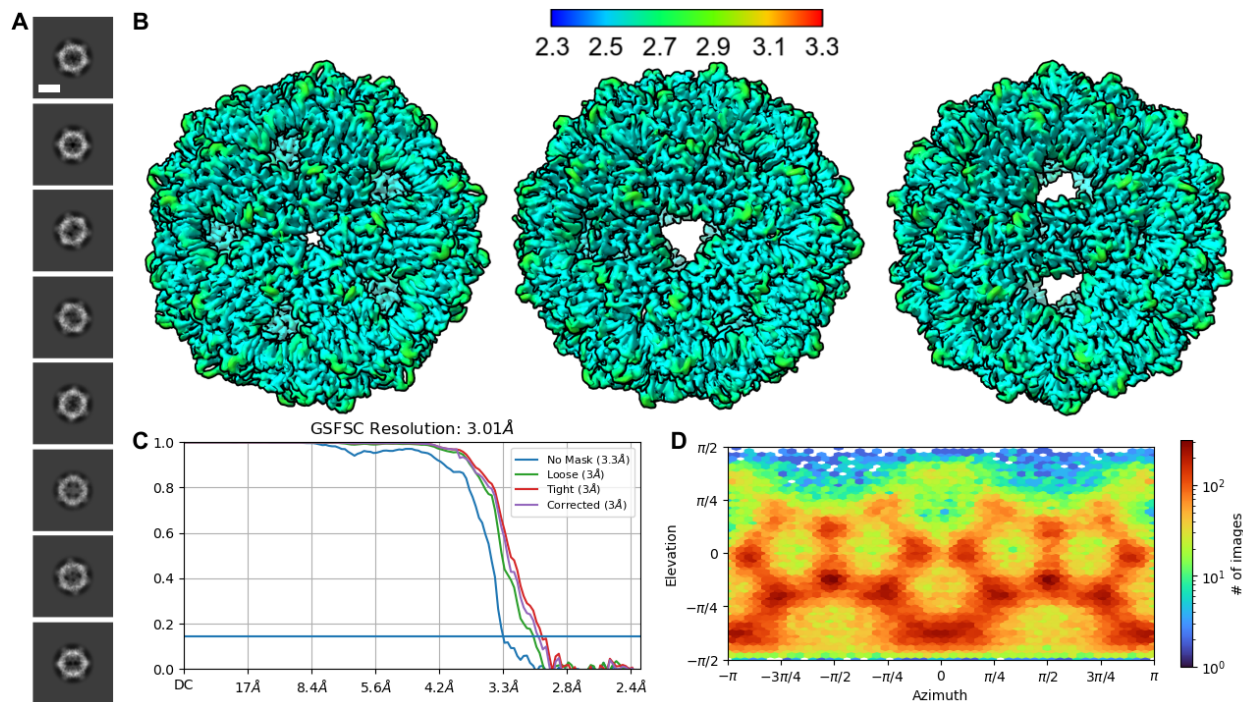 A
B
2.3 2.5 2.7 2.9 3.1 3.3
C
GSFSC Resolution: 3.01Å
1.0
0.8
0.6
0.4
0.2
0.0
No Mask (3.3Å)
Loose (3Å)
Tight (3Å)
Corrected (3Å)
DC 17Å 8.4Å 5.6Å 4.2Å 3.3Å 2.8Å 2.4Å
D
Elevation
π/2
π/4
0
−π/4
−π/2
−π −3π/4 −π/2 −π/4 0 π/4 π/2 3π/4 π
Azimuth
10²
10¹
10⁰
# of images